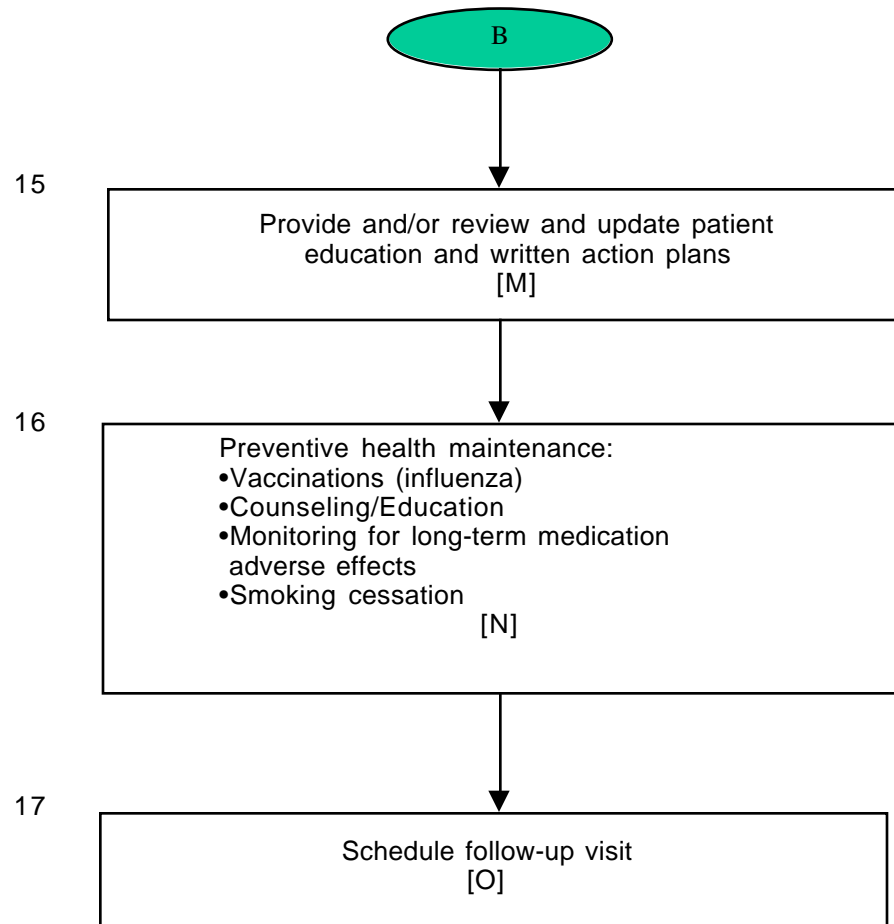 B
15
Provide and/or review and update patient
education and written action plans
[M]
16
Preventive health maintenance:
•Vaccinations (influenza)
•Counseling/Education
•Monitoring for long-term medication
adverse effects
•Smoking cessation
[N]
17
Schedule follow-up visit
[O]